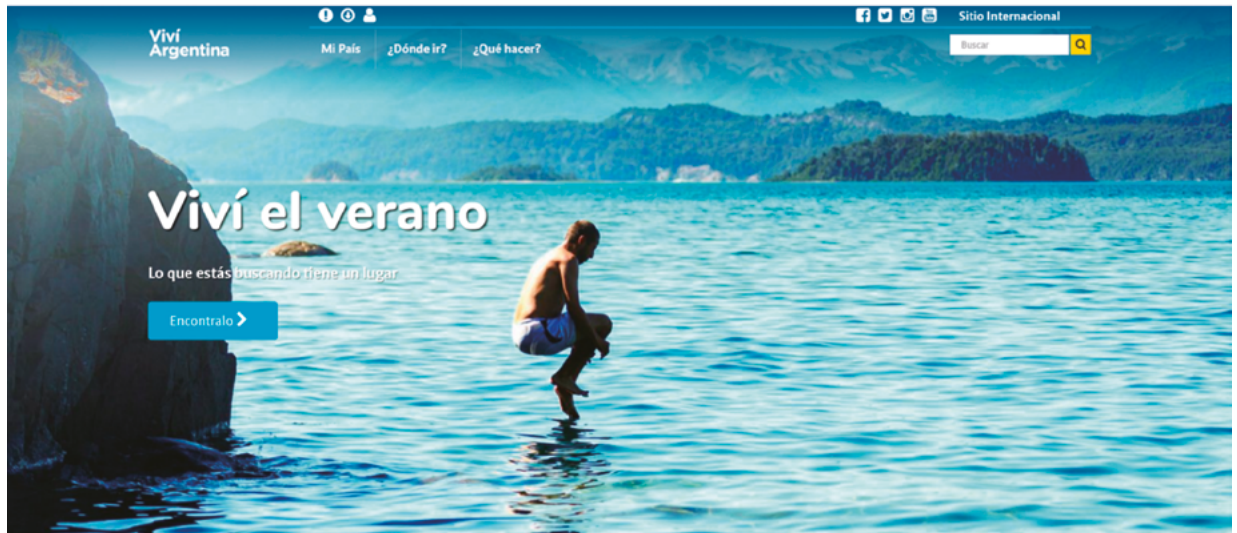 Sitio Internacional
Viví
Argentina
Mi País
¿Dónde ir?
¿Qué hacer?
Buscar
Viví el verano
Lo que estás buscando tiene un lugar
Encontralo